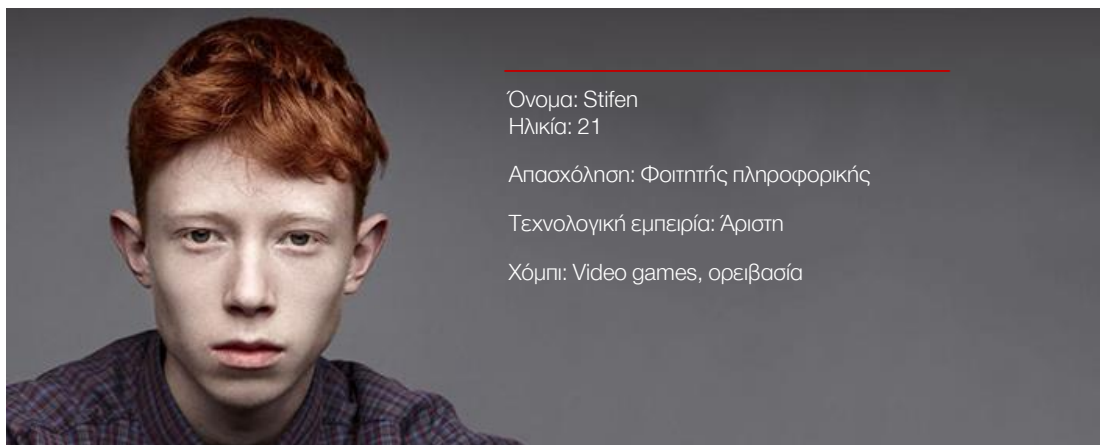 Όνομα: Stifen
Ηλικία: 21
Απασχόληση: Φοιτητής πληροφορικής
Τεχνολογική εμπειρία: Άριστη
Χόμπι: Video games, ορειβασία